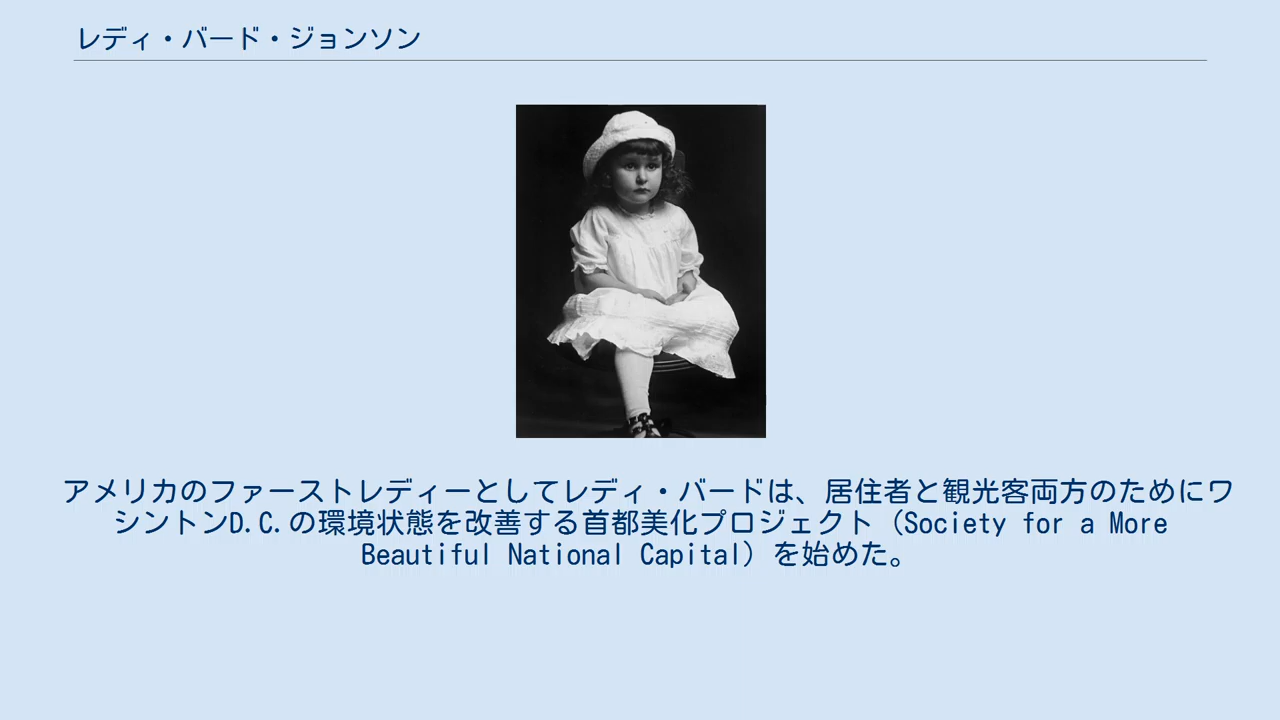 レディ・バード・ジョンソン
アメリカのファーストレディーとしてレディ・バードは、居住者と観光客両方のためにワ
シントンD.C.の環境状態を改善する首都美化プロジェクト（Society for a More
Beautiful National Capital）を始めた。